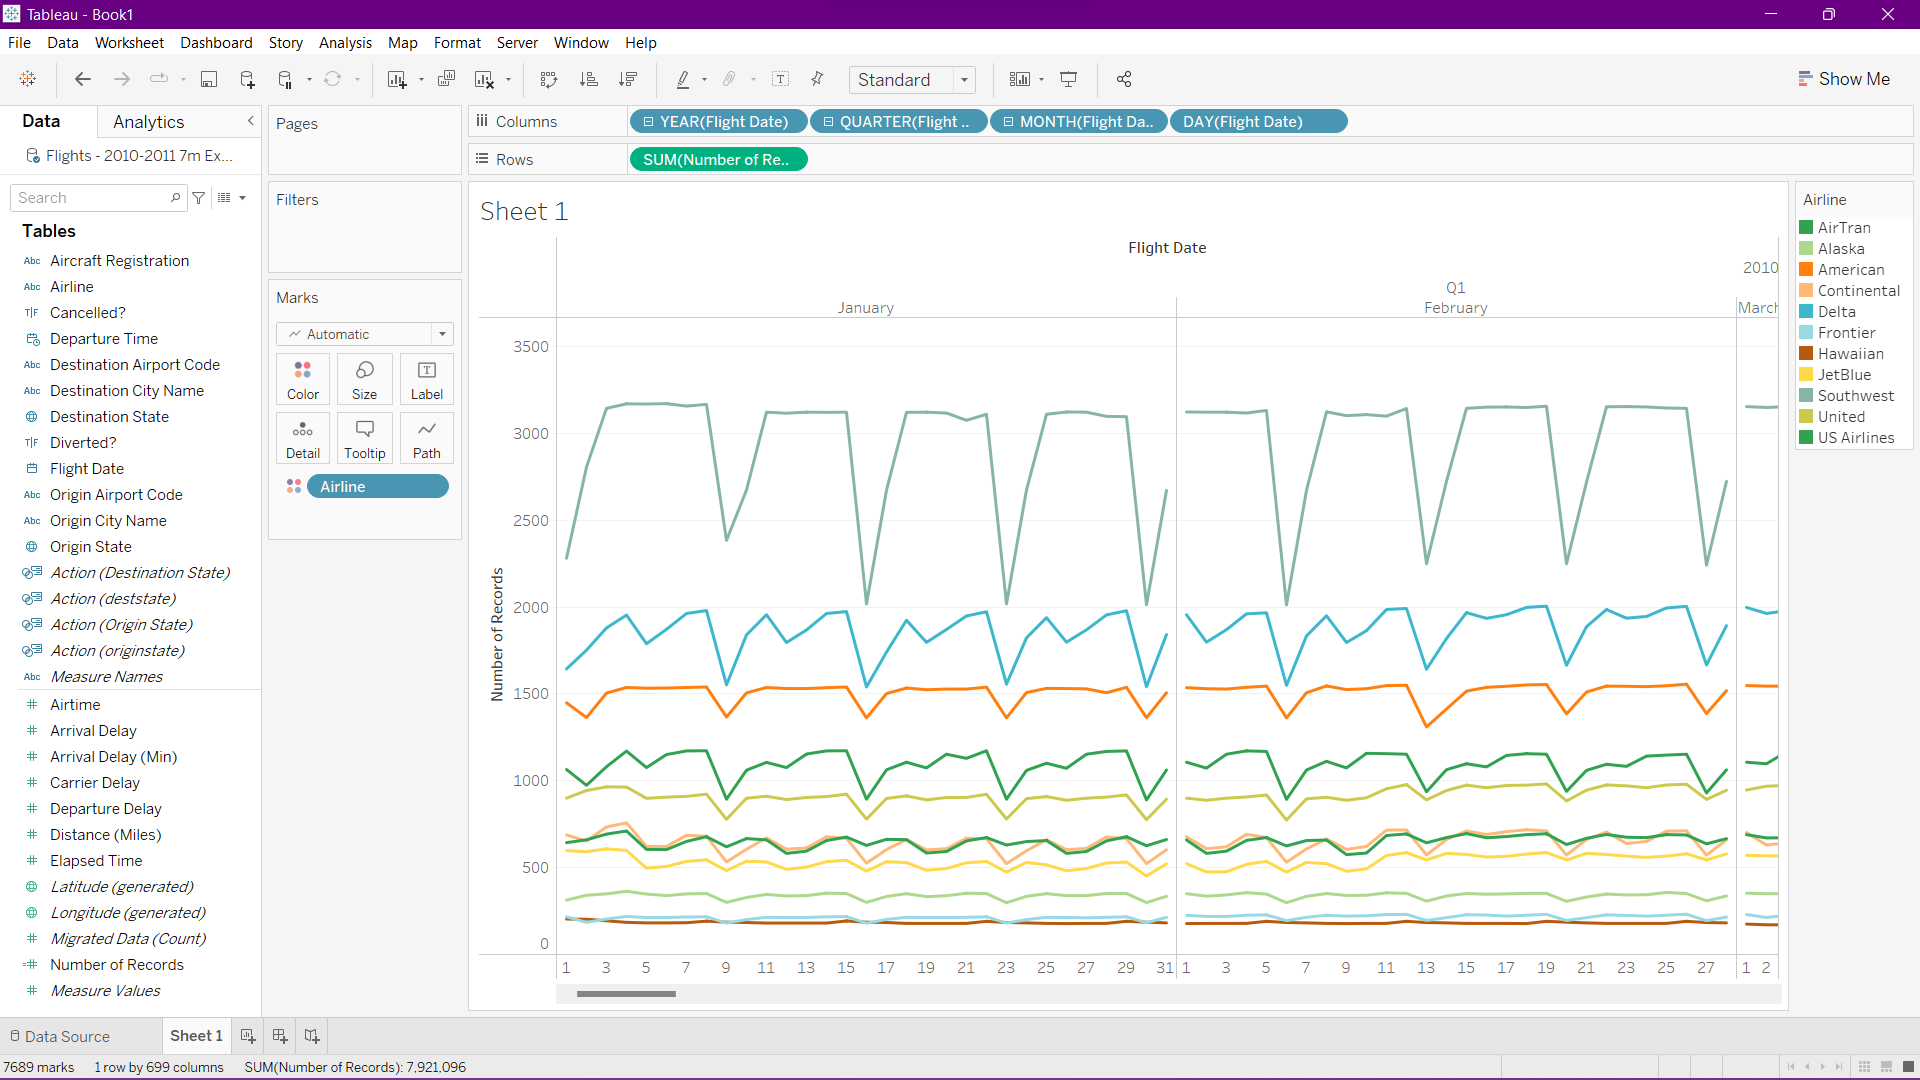 Tableau - Book1
File Data Worksheet Dashboard Story Analysis Map Format Server Window Help
Standard
Show Me
Data Analytics
Flights - 2010-2011 7m Ex...
Search
Tables
Abc Aircraft Registration
Abc Airline
T|F Cancelled?
Departure Time
Abc Destination Airport Code
Abc Destination City Name
Destination State
T|F Diverted?
Flight Date
Abc Origin Airport Code
Abc Origin City Name
Origin State
Action (Destination State)
Action (deststate)
Action (Origin State)
Action (originstate)
Abc Measure Names
# Airtime
# Arrival Delay
# Arrival Delay (Min)
# Carrier Delay
# Departure Delay
# Distance (Miles)
# Elapsed Time
Latitude (generated)
Longitude (generated)
# Migrated Data (Count)
=# Number of Records
# Measure Values
Pages
Filters
Marks
Automatic
Color Size Label
Detail Tooltip Path
Airline
Columns YEAR(Flight Date) QUARTER(Flight .. MONTH(Flight Da.. DAY(Flight Date)
Rows SUM(Number of Re..
Sheet 1
Flight Date
2010
Q1
January February March
Number of Records
3500
3000
2500
2000
1500
1000
500
0
1 3 5 7 9 11 13 15 17 19 21 23 25 27 29 31 1 3 5 7 9 11 13 15 17 19 21 23 25 27 1 2
Airline
AirTran
Alaska
American
Continental
Delta
Frontier
Hawaiian
JetBlue
Southwest
United
US Airlines
Data Source Sheet 1
7689 marks 1 row by 699 columns SUM(Number of Records): 7,921,096